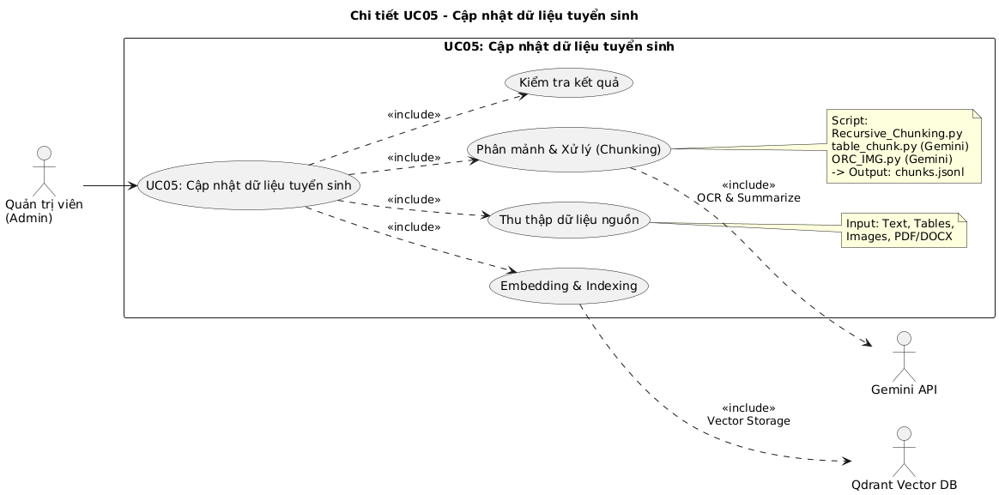 Chi tiết UC05 - Cập nhật dữ liệu tuyển sinh
UC05: Cập nhật dữ liệu tuyển sinh
Kiểm tra kết quả
«include»
Script:
Recursive_Chunking.py
table_chunk.py (Gemini)
ORC_IMG.py (Gemini)
-> Output: chunks.jsonl
Phân mảnh & Xử lý (Chunking)
«include»
UC05: Cập nhật dữ liệu tuyển sinh
Quản trị viên
(Admin)
«include»
OCR & Summarize
«include»
Thu thập dữ liệu nguồn
Input: Text, Tables,
Images, PDF/DOCX
«include»
Embedding & Indexing
Gemini API
«include»
Vector Storage
Qdrant Vector DB